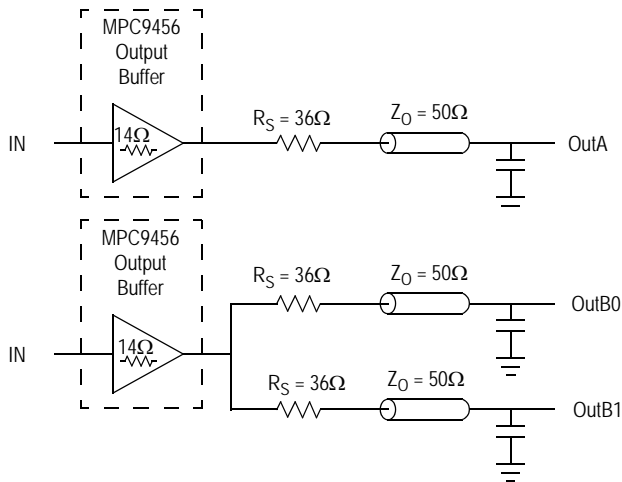 MPC9456
Output
Buffer
IN
14Ω
R_S = 36Ω
Z_O = 50Ω
OutA
MPC9456
Output
Buffer
IN
14Ω
R_S = 36Ω
Z_O = 50Ω
OutB0
R_S = 36Ω
Z_O = 50Ω
OutB1